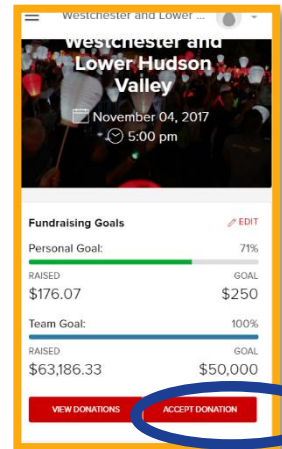 Westchester and Lower ...
Westchester and
Lower Hudson
Valley
November 04, 2017
5:00 pm
Fundraising Goals
EDIT
Personal Goal: 71%
RAISED GOAL
$176.07 $250
Team Goal: 100%
RAISED GOAL
$63,186.33 $50,000
VIEW DONATIONS ACCEPT DONATION